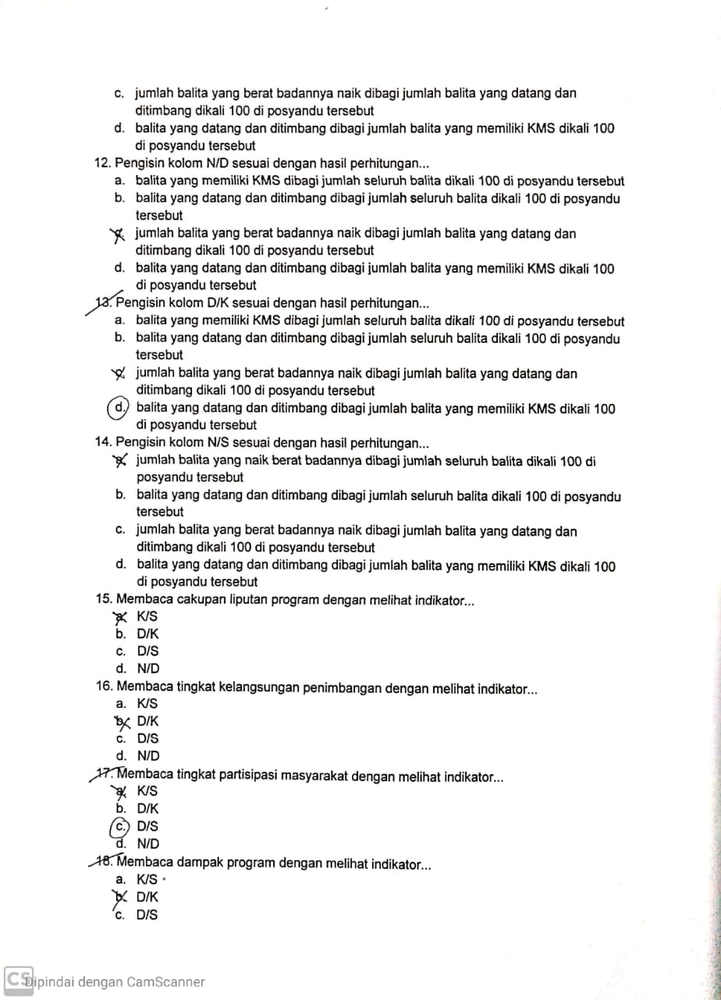 c. jumlah balita yang berat badannya naik dibagi jumlah balita yang datang dan
ditimbang dikali 100 di posyandu tersebut
d. balita yang datang dan ditimbang dibagi jumlah balita yang memiliki KMS dikali 100
di posyandu tersebut
12. Pengisin kolom N/D sesuai dengan hasil perhitungan...
a. balita yang memiliki KMS dibagi jumlah seluruh balita dikali 100 di posyandu tersebut
b. balita yang datang dan ditimbang dibagi jumlah seluruh balita dikali 100 di posyandu
tersebut
c. jumlah balita yang berat badannya naik dibagi jumlah balita yang datang dan
ditimbang dikali 100 di posyandu tersebut
d. balita yang datang dan ditimbang dibagi jumlah balita yang memiliki KMS dikali 100
di posyandu tersebut
13. Pengisin kolom D/K sesuai dengan hasil perhitungan...
a. balita yang memiliki KMS dibagi jumlah seluruh balita dikali 100 di posyandu tersebut
b. balita yang datang dan ditimbang dibagi jumlah seluruh balita dikali 100 di posyandu
tersebut
c. jumlah balita yang berat badannya naik dibagi jumlah balita yang datang dan
ditimbang dikali 100 di posyandu tersebut
d. balita yang datang dan ditimbang dibagi jumlah balita yang memiliki KMS dikali 100
di posyandu tersebut
14. Pengisin kolom N/S sesuai dengan hasil perhitungan...
a. jumlah balita yang naik berat badannya dibagi jumlah seluruh balita dikali 100 di
posyandu tersebut
b. balita yang datang dan ditimbang dibagi jumlah seluruh balita dikali 100 di posyandu
tersebut
c. jumlah balita yang berat badannya naik dibagi jumlah balita yang datang dan
ditimbang dikali 100 di posyandu tersebut
d. balita yang datang dan ditimbang dibagi jumlah balita yang memiliki KMS dikali 100
di posyandu tersebut
15. Membaca cakupan liputan program dengan melihat indikator...
a. K/S
b. D/K
c. D/S
d. N/D
16. Membaca tingkat kelangsungan penimbangan dengan melihat indikator...
a. K/S
b. D/K
c. D/S
d. N/D
17. Membaca tingkat partisipasi masyarakat dengan melihat indikator...
a. K/S
b. D/K
c. D/S
d. N/D
18. Membaca dampak program dengan melihat indikator...
a. K/S
b. D/K
c. D/S
CS Dipindai dengan CamScanner